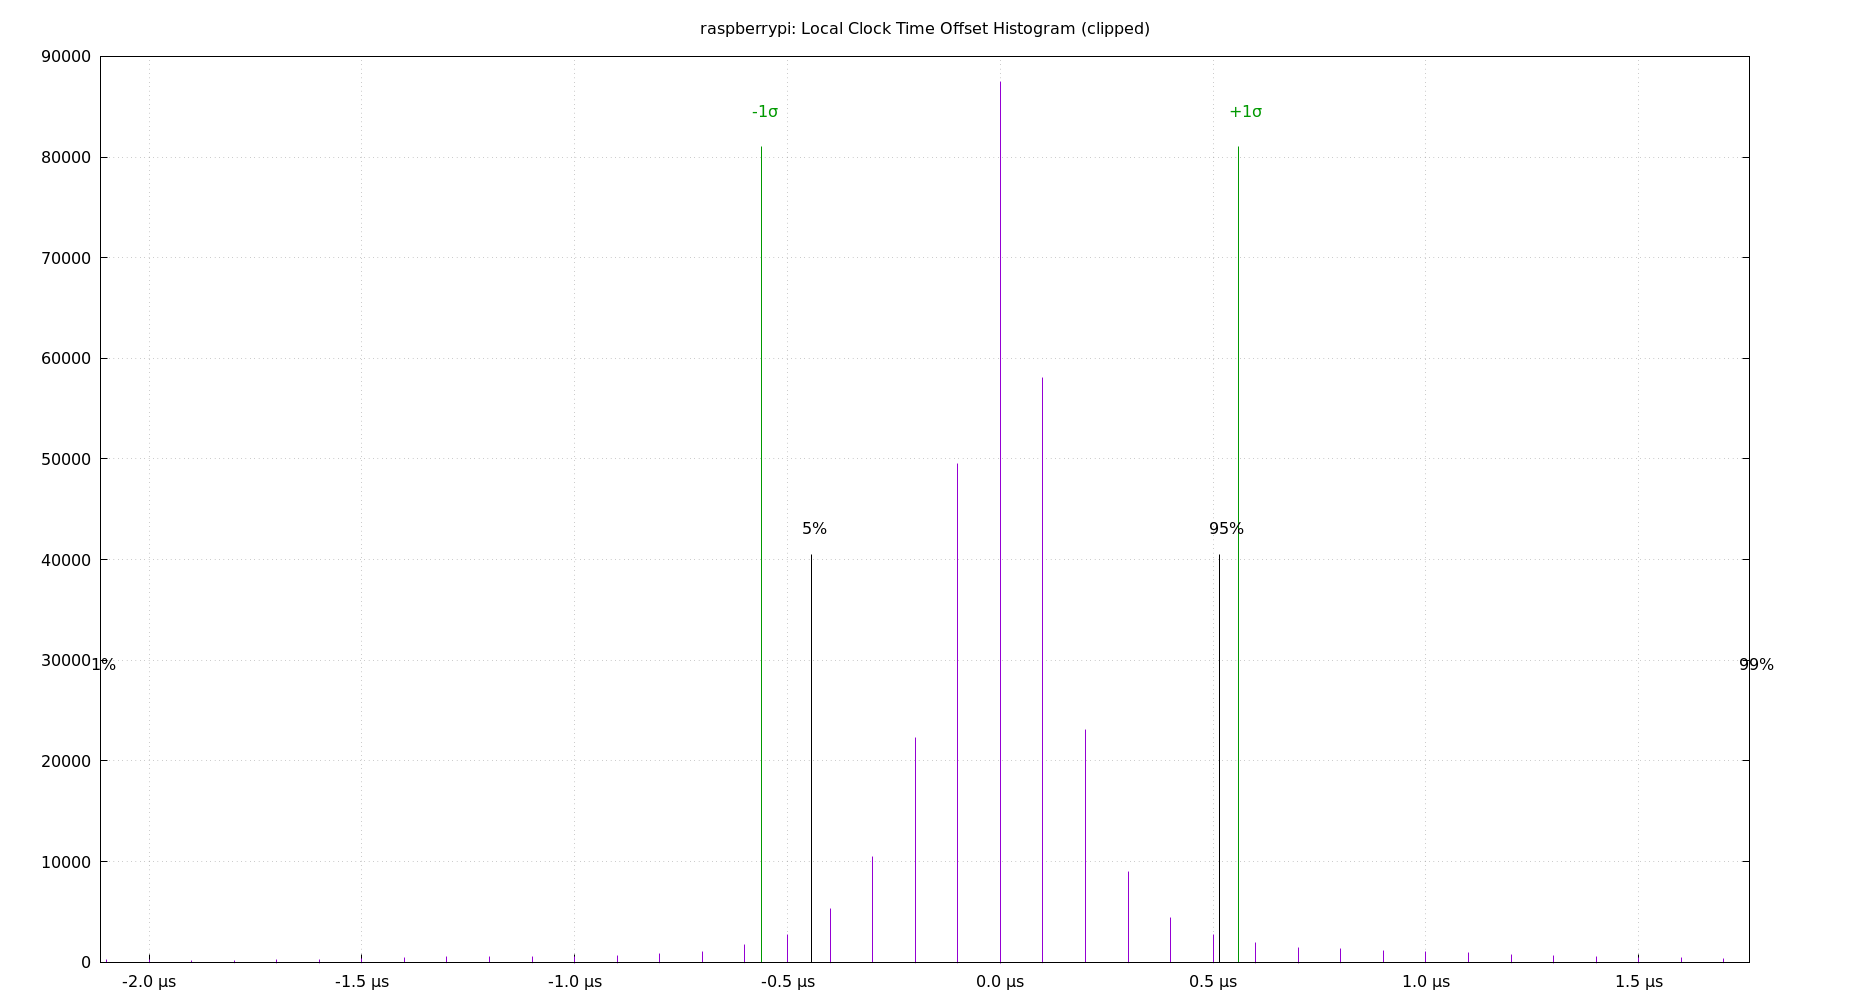 raspberrypi: Local Clock Time Offset Histogram (clipped)
90000
-1σ
+1σ
80000
70000
60000
50000
5%
95%
40000
30000
1%
99%
20000
10000
0
-2.0 µs
-1.5 µs
-1.0 µs
-0.5 µs
0.0 µs
0.5 µs
1.0 µs
1.5 µs